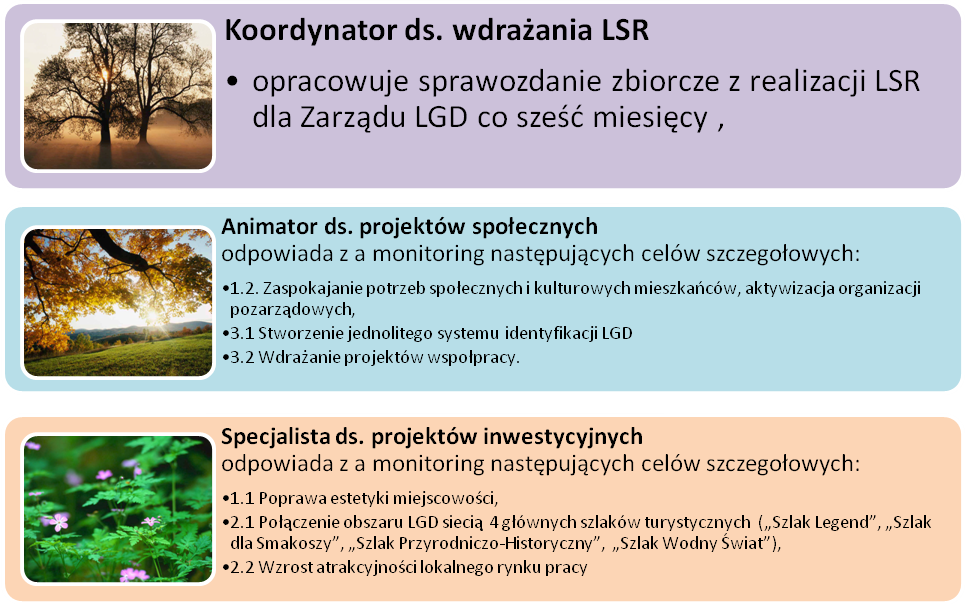 Koordynator ds. wdrażania LSR
• opracowuje sprawozdanie zbiorcze z realizacji LSR
dla Zarządu LGD co sześć miesięcy ,
Animator ds. projektów społecznych
odpowiada z a monitoring następujących celów szczegołowych:
•1.2. Zaspokajanie potrzeb społecznych i kulturowych mieszkańców, aktywizacja organizacji
pozarządowych,
•3.1 Stworzenie jednolitego systemu identyfikacji LGD
•3.2 Wdrażanie projektów wspołpracy.
Specjalista ds. projektów inwestycyjnych
odpowiada z a monitoring następujących celów szczegołowych:
•1.1 Poprawa estetyki miejscowości,
•2.1 Połączenie obszaru LGD siecią 4 głównych szlaków turystycznych („Szlak Legend”, „Szlak
dla Smakoszy”, „Szlak Przyrodniczo-Historyczny”, „Szlak Wodny Świat”),
•2.2 Wzrost atrakcyjności lokalnego rynku pracy